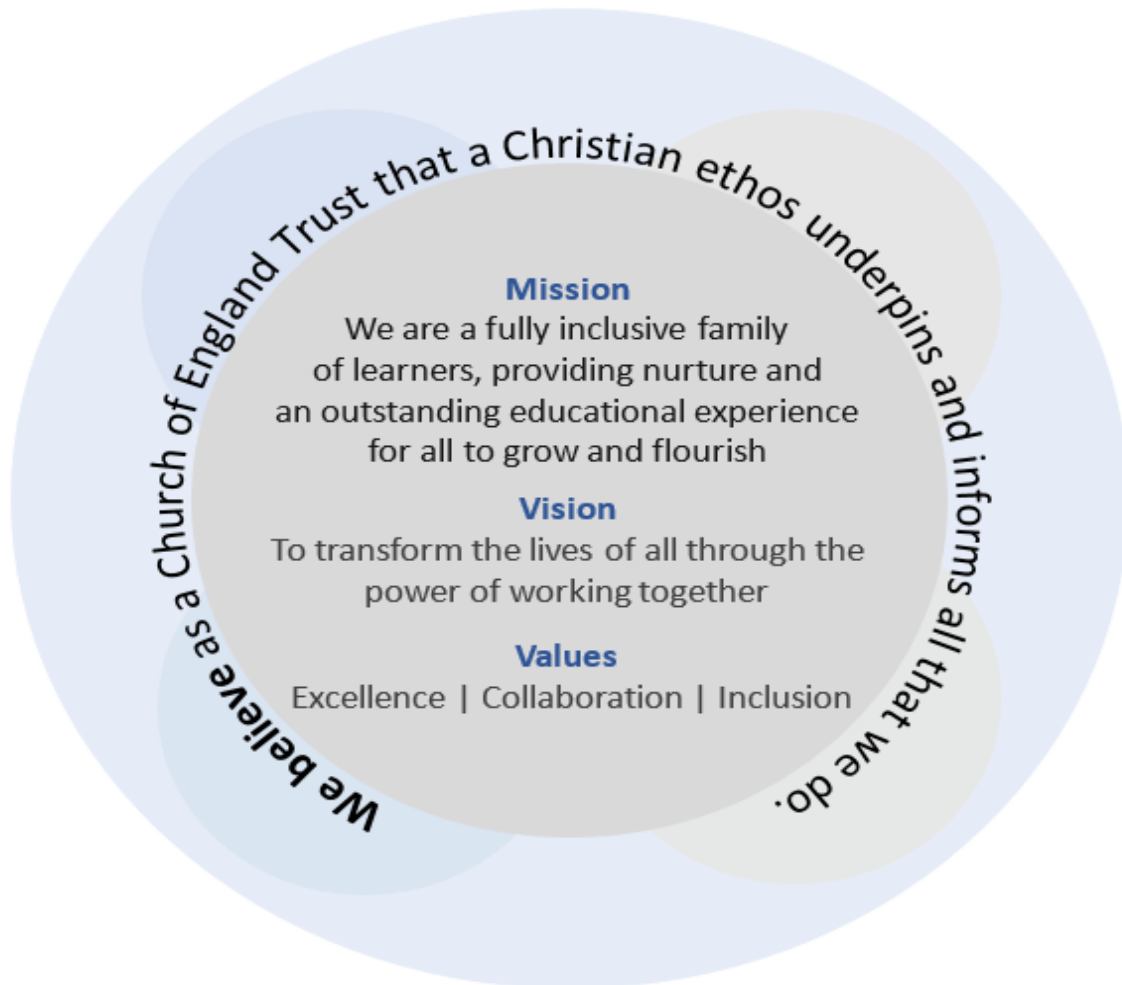 We believe as a Church of England Trust that a Christian ethos underpins and informs all that we do.
Mission
We are a fully inclusive family
of learners, providing nurture and
an outstanding educational experience
for all to grow and flourish
Vision
To transform the lives of all through the
power of working together
Values
Excellence | Collaboration | Inclusion